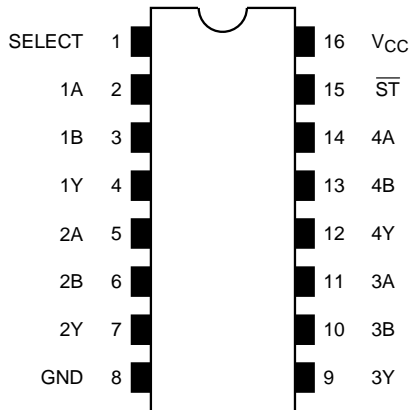 SELECT 1 16 VCC
1A 2 15 ST
1B 3 14 4A
1Y 4 13 4B
2A 5 12 4Y
2B 6 11 3A
2Y 7 10 3B
GND 8 9 3Y